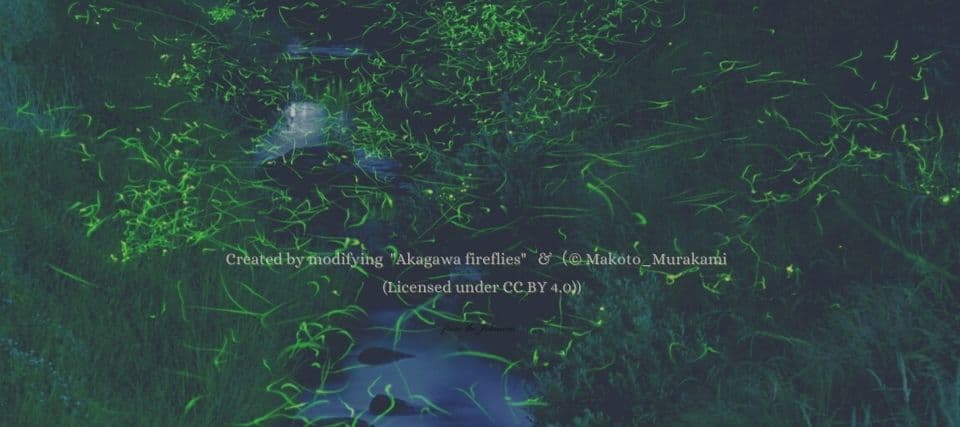 Created by modifying "Akagawa fireflies" & （© Makoto_Murakami
(Licensed under CC BY 4.0))